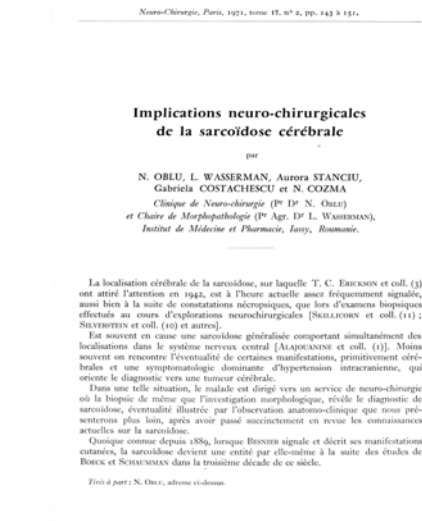 Neuro-Chirurgie, Paris, 1971, tome 17, n° 2, pp. 143 à 151.
Implications neuro-chirurgicales
de la sarcoïdose cérébrale
par
N. OBLU, L. WASSERMAN, Aurora STANCIU,
Gabriela COSTACHESCU et N. COZMA
Clinique de Neuro-chirurgie (Pr Dr N. OBLU)
et Chaire de Morphopathologie (Pr Agr. Dr L. WASSERMAN),
Institut de Médecine et Pharmacie, Iassy, Roumanie.
La localisation cérébrale de la sarcoïdose, sur laquelle T. C. ERICKSON et coll. (3)
ont attiré l'attention en 1942, est à l'heure actuelle assez fréquemment signalée,
aussi bien à la suite de constatations nécropsiques, que lors d'examens biopsiques
effectués au cours d'explorations neurochirurgicales [SKILLICORN et coll. (11) ;
SILVERSTEIN et coll. (10) et autres].
Est souvent en cause une sarcoïdose généralisée comportant simultanément des
localisations dans le système nerveux central [ALAJOUANINE et coll. (1)]. Moins
souvent on rencontre l'éventualité de certaines manifestations, primitivement céré-
brales et une symptomatologie dominante d'hypertension intracranienne, qui
oriente le diagnostic vers une tumeur cérébrale.
Dans une telle situation, le malade est dirigé vers un service de neuro-chirurgie
où la biopsie de même que l'investigation morphologique, révèle le diagnostic de
sarcoïdose, éventualité illustrée par l'observation anatomo-clinique que nous pré-
senterons plus loin, après avoir passé succinctement en revue les connaissances
actuelles sur la sarcoïdose.
Quoique connue depuis 1889, lorsque BESNIER signale et décrit ses manifestations
cutanées, la sarcoïdose devient une entité par elle-même à la suite des études de
BOECK et SCHAUMMAN dans la troisième décade de ce siècle.
Tirés à part : N. OBLU, adresse ci-dessus.